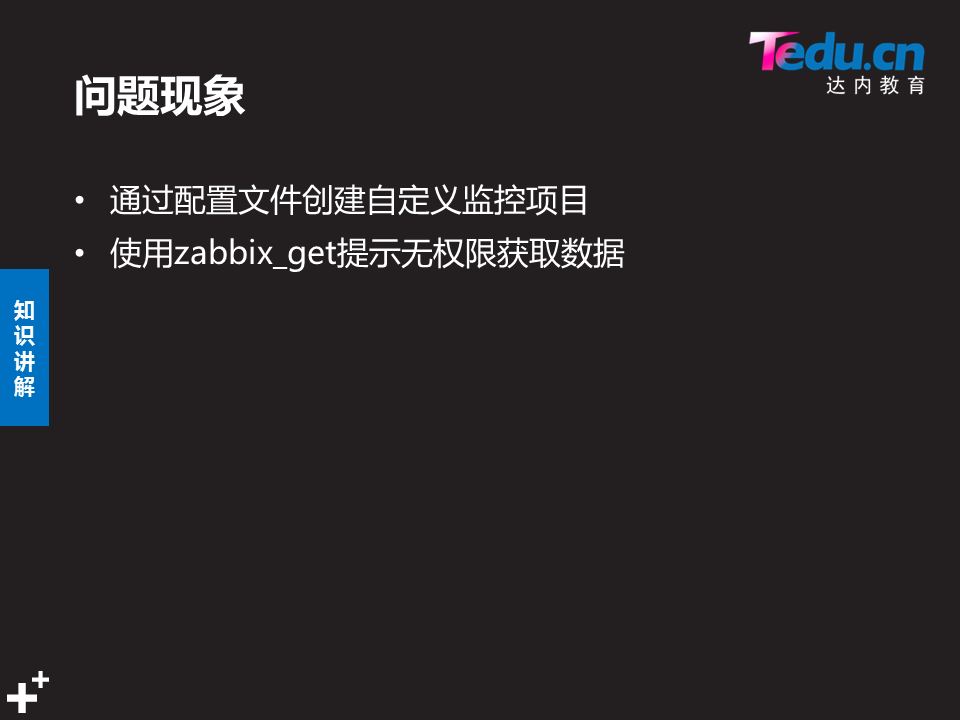 Tedu.cn
达内教育
问题现象
• 通过配置文件创建自定义监控项目
• 使用zabbix_get提示无权限获取数据
知
识
讲
解